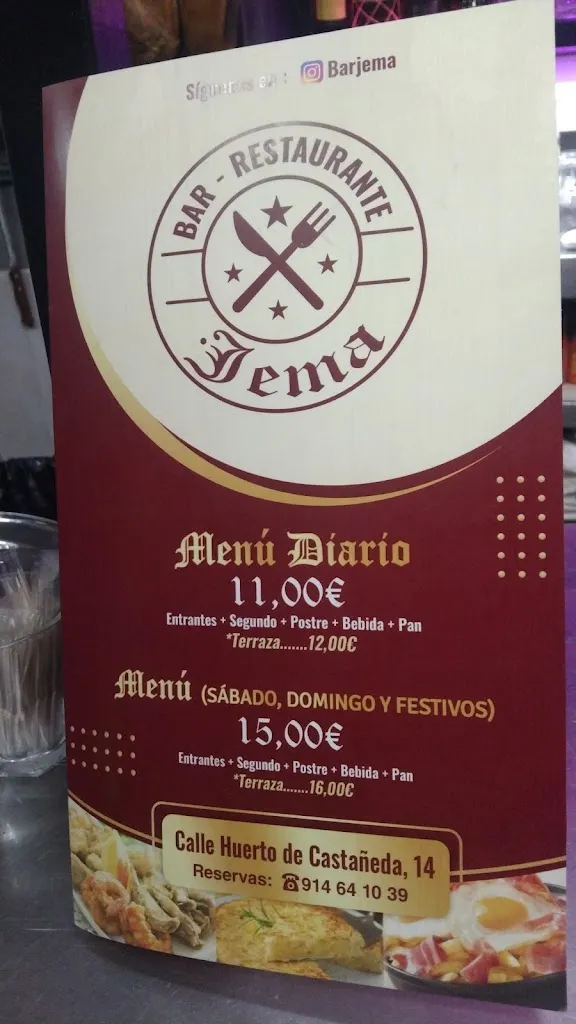 Síguenos en : Barjema
BAR - RESTAURANTE
Jema
Menú Diario
11,00€
Entrantes + Segundo + Postre + Bebida + Pan
*Terraza.......12,00€
Menú (SÁBADO, DOMINGO Y FESTIVOS)
15,00€
Entrantes + Segundo + Postre + Bebida + Pan
*Terraza.......16,00€
Calle Huerto de Castañeda, 14
Reservas: ☎914 64 10 39